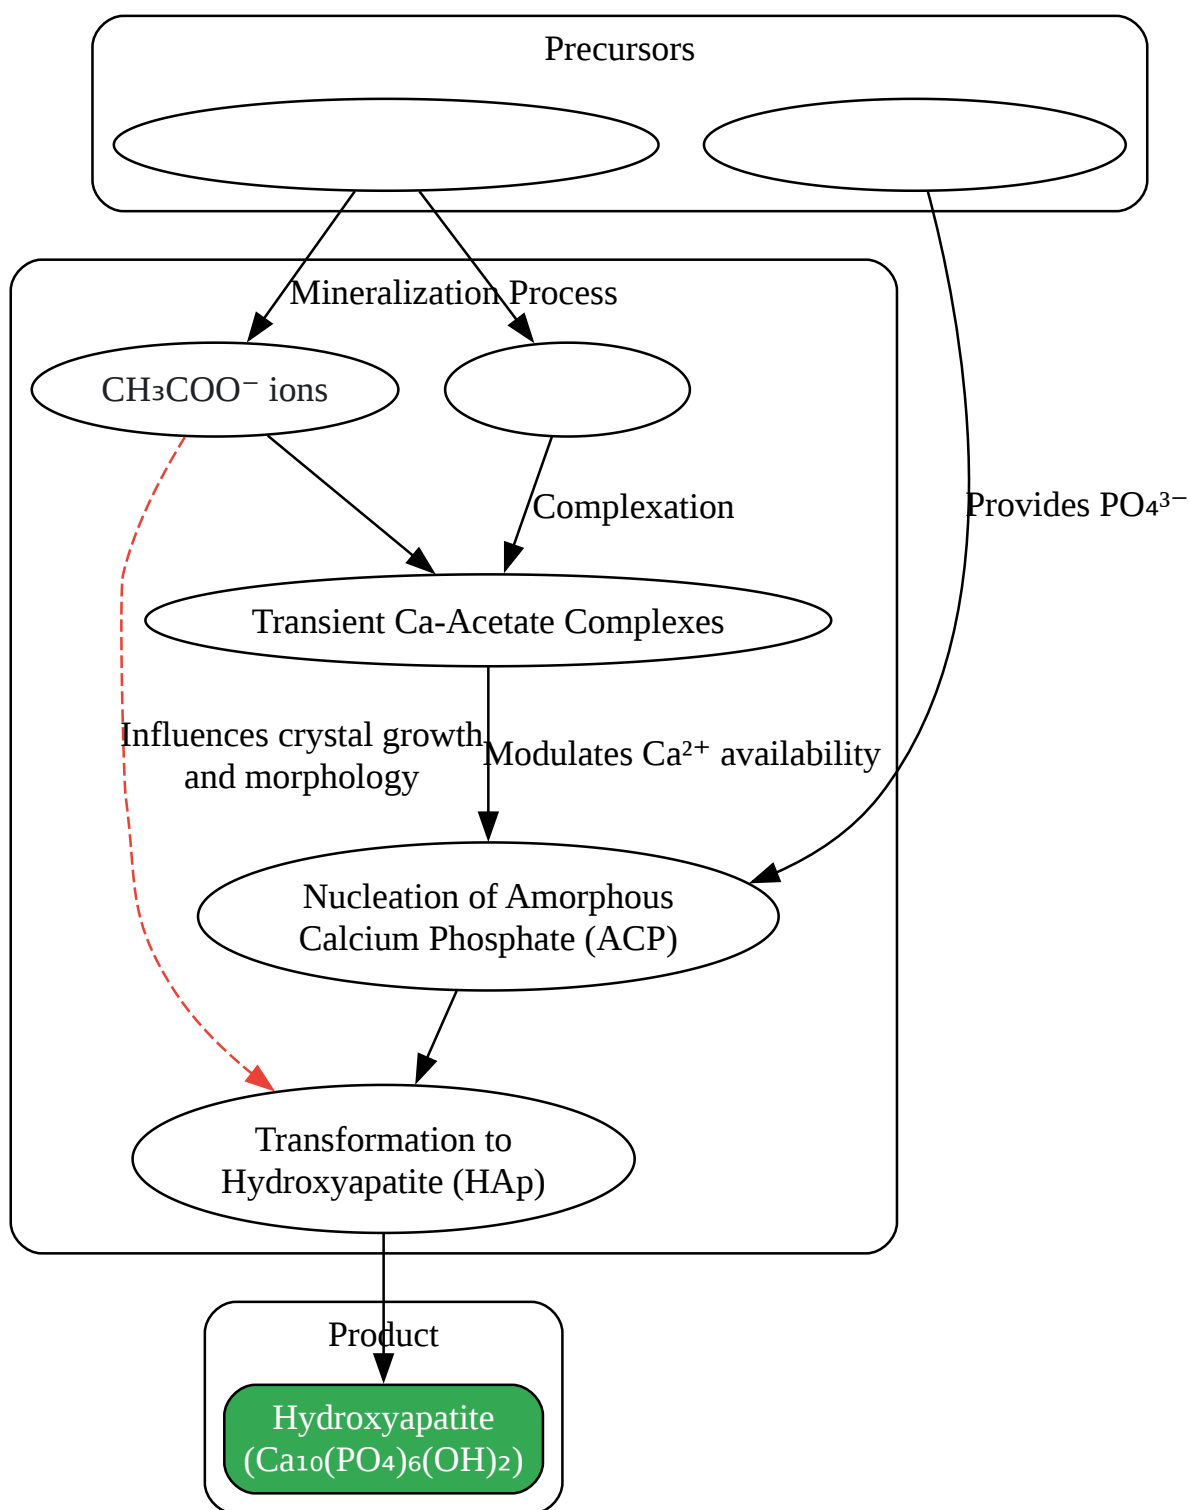 Precursors
Mineralization Process
CH₃COO⁻ ions
Complexation
Provides PO₄³⁻
Transient Ca-Acetate Complexes
Influences crystal growth
and morphology
Modulates Ca²⁺ availability
Nucleation of Amorphous
Calcium Phosphate (ACP)
Transformation to
Hydroxyapatite (HAp)
Product
Hydroxyapatite
(Ca₁₀(PO₄)₆(OH)₂)